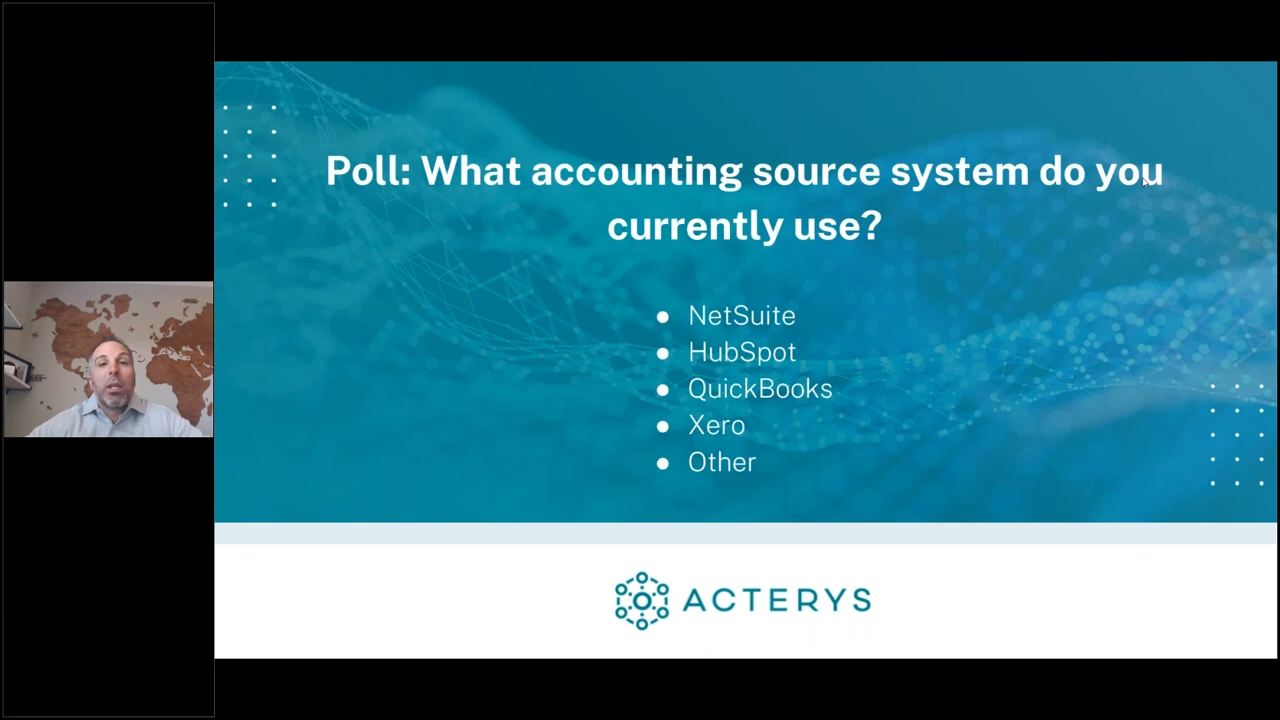 Poll: What accounting source system do you
currently use?
● NetSuite
● HubSpot
● QuickBooks
● Xero
● Other
ACTERYS